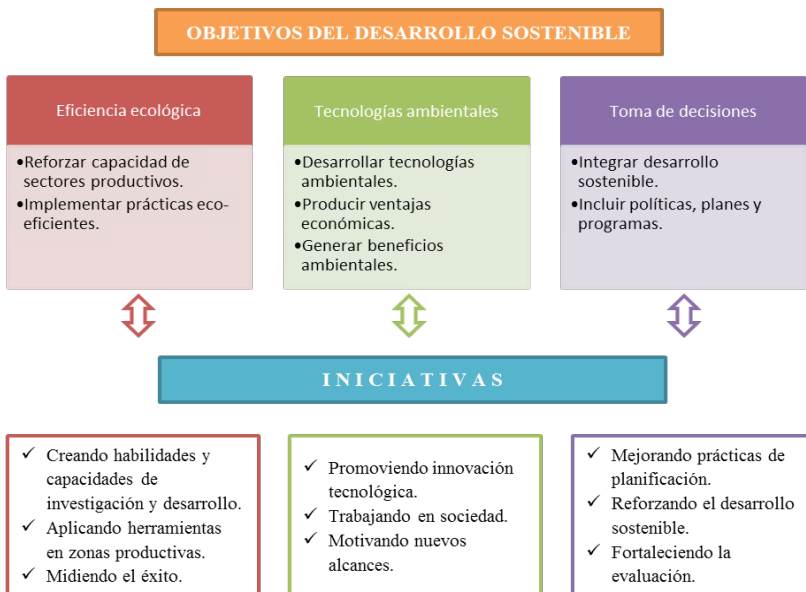 OBJETIVOS DEL DESARROLLO SOSTENIBLE
Eficiencia ecológica
•Reforzar capacidad de
sectores productivos.
•Implementar prácticas eco-
eficientes.
Tecnologías ambientales
•Desarrollar tecnologías
ambientales.
•Producir ventajas
económicas.
•Generar beneficios
ambientales.
Toma de decisiones
•Integrar desarrollo
sostenible.
•Incluir políticas, planes y
programas.
INICIATIVAS
✓ Creando habilidades y
capacidades de
investigación y desarrollo.
✓ Aplicando herramientas
en zonas productivas.
✓ Midiendo el éxito.
✓ Promoviendo innovación
tecnológica.
✓ Trabajando en sociedad.
✓ Motivando nuevos
alcances.
✓ Mejorando prácticas de
planificación.
✓ Reforzando el desarrollo
sostenible.
✓ Fortaleciendo la
evaluación.